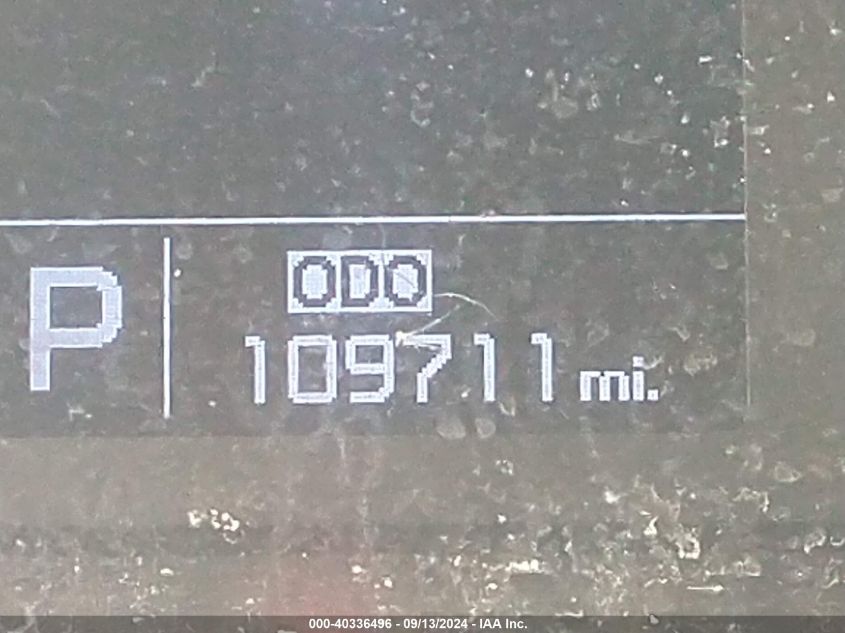 P
ODO
109711 mi.
000-40336496 - 09/13/2024 - IAA Inc.